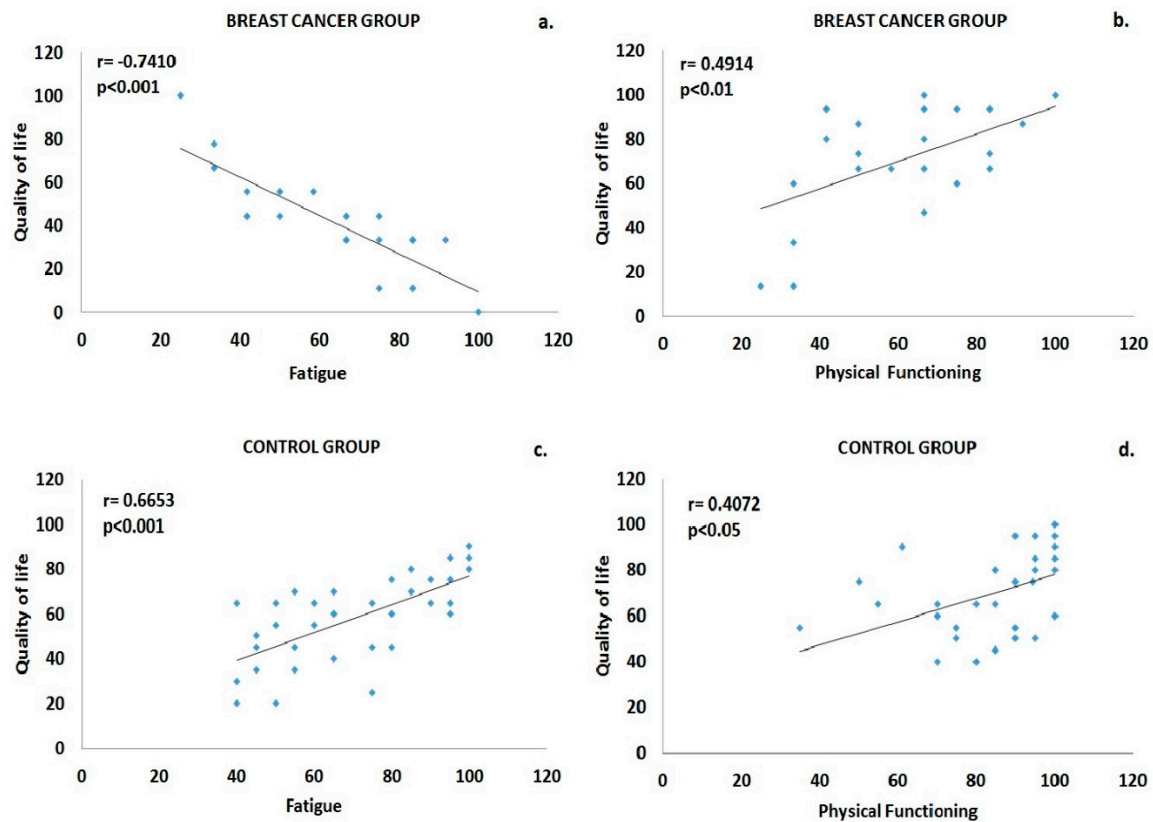 BREAST CANCER GROUP
a.
r= -0.7410
p<0.001
Quality of life
120
100
80
60
40
20
0
0 20 40 60 80 100 120
Fatigue
BREAST CANCER GROUP
b.
r= 0.4914
p<0.01
Quality of life
120
100
80
60
40
20
0
0 20 40 60 80 100 120
Physical Functioning
CONTROL GROUP
c.
r= 0.6653
p<0.001
Quality of life
120
100
80
60
40
20
0
0 20 40 60 80 100 120
Fatigue
CONTROL GROUP
d.
r= 0.4072
p<0.05
Quality of life
120
100
80
60
40
20
0
0 20 40 60 80 100 120
Physical Functioning